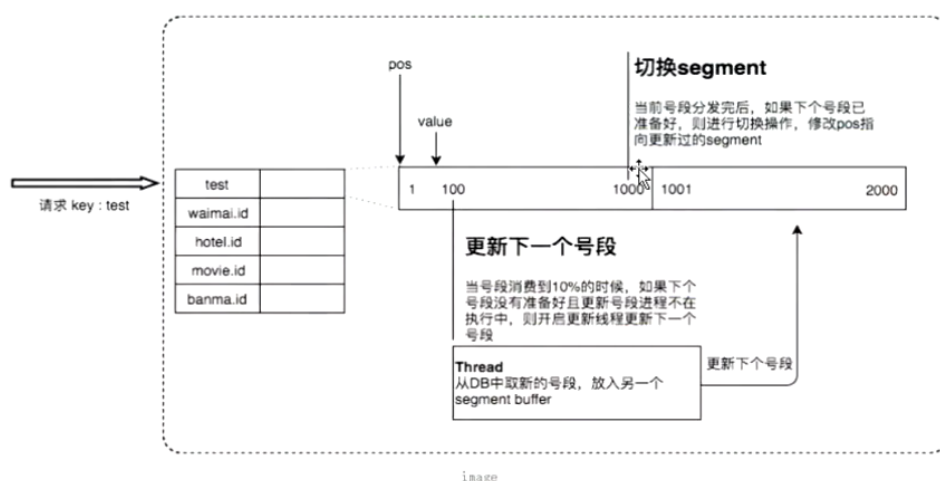 切换segment
pos
当前号段分发完后，如果下个号段已
准备好，则进行切换操作，修改pos指
向更新过的segment
value
test
1 100 1000 1001 2000
请求 key : test
waimai.id
hotel.id
movie.id
banma.id
更新下一个号段
当号段消费到10%的时候，如果下个
号段没有准备好且更新号段进程不在
执行中，则开启更新线程更新下一个
号段
Thread
从DB中取新的号段，放入另一个
segment buffer
更新下个号段
image